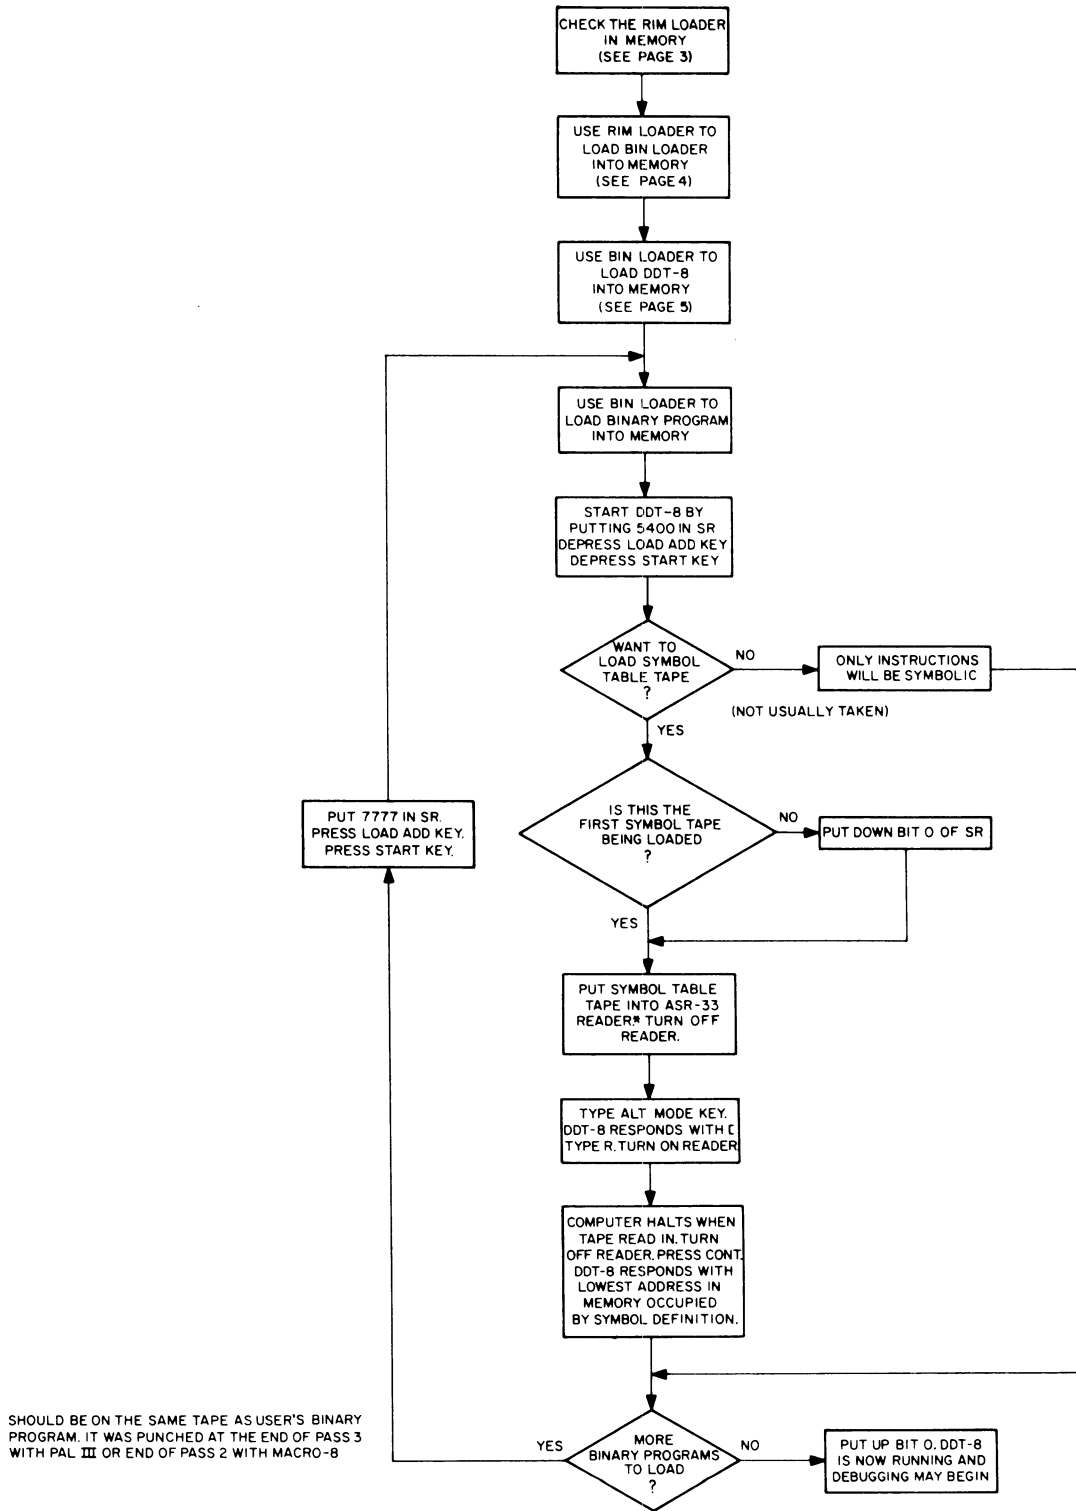 CHECK THE RIM LOADER
IN MEMORY
(SEE PAGE 3)
USE RIM LOADER TO
LOAD BIN LOADER
INTO MEMORY
(SEE PAGE 4)
USE BIN LOADER TO
LOAD DDT-8
INTO MEMORY
(SEE PAGE 5)
USE BIN LOADER TO
LOAD BINARY PROGRAM
INTO MEMORY
START DDT-8 BY
PUTTING 5400 IN SR
DEPRESS LOAD ADD KEY
DEPRESS START KEY
WANT TO
LOAD SYMBOL
TABLE TAPE
?
NO
ONLY INSTRUCTIONS
WILL BE SYMBOLIC
(NOT USUALLY TAKEN)
YES
IS THIS THE
FIRST SYMBOL TAPE
BEING LOADED
?
NO
PUT DOWN BIT 0 OF SR
PUT 7777 IN SR.
PRESS LOAD ADD KEY.
PRESS START KEY.
YES
PUT SYMBOL TABLE
TAPE INTO ASR-33
READER.* TURN OFF
READER.
TYPE ALT MODE KEY.
DDT-8 RESPONDS WITH [
TYPE R. TURN ON READER
COMPUTER HALTS WHEN
TAPE READ IN. TURN
OFF READER. PRESS CONT.
DDT-8 RESPONDS WITH
LOWEST ADDRESS IN
MEMORY OCCUPIED
BY SYMBOL DEFINITION.
SHOULD BE ON THE SAME TAPE AS USER'S BINARY
PROGRAM. IT WAS PUNCHED AT THE END OF PASS 3
WITH PAL III OR END OF PASS 2 WITH MACRO-8
YES
MORE
BINARY PROGRAMS
TO LOAD
?
NO
PUT UP BIT 0. DDT-8
IS NOW RUNNING AND
DEBUGGING MAY BEGIN